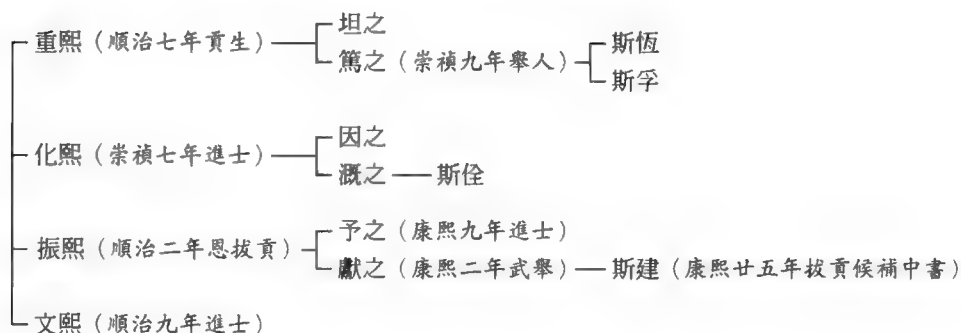 重熙（順治七年貢生） 坦之
篤之（崇禎九年舉人） 斯恆
斯孚
化熙（崇禎七年進士） 因之
溉之 斯佺
振熙（順治二年恩拔貢） 予之（康熙九年進士）
獻之（康熙二年武舉） 斯建（康熙廿五年拔貢候補中書）
文熙（順治九年進士）